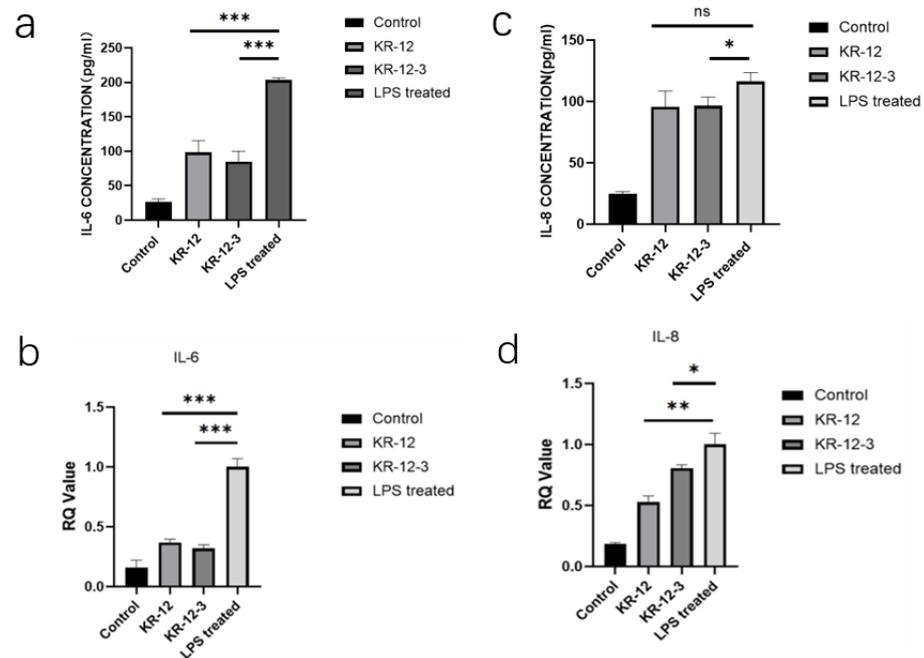 a
***
***
IL-6 CONCENTRATION(pg/ml)
250
200
150
100
50
0
Control
KR-12
KR-12-3
LPS treated
Control
KR-12
KR-12-3
LPS treated
c
ns
*
IL-8 CONCENTRATION(pg/ml)
150
100
50
0
Control
KR-12
KR-12-3
LPS treated
Control
KR-12
KR-12-3
LPS treated
b
IL-6
***
***
RQ Value
1.5
1.0
0.5
0.0
Control
KR-12
KR-12-3
LPS treated
Control
KR-12
KR-12-3
LPS treated
d
IL-8
*
**
RQ Value
1.5
1.0
0.5
0.0
Control
KR-12
KR-12-3
LPS treated
Control
KR-12
KR-12-3
LPS treated